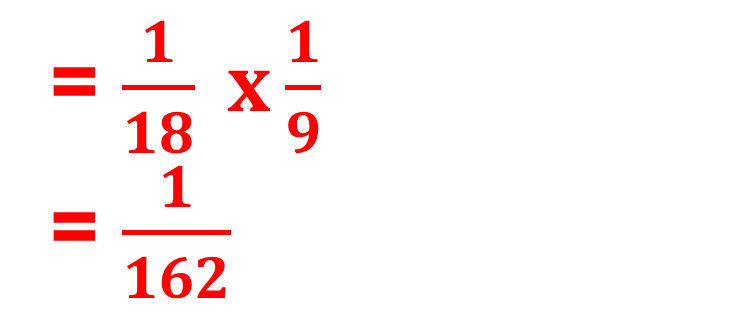 = 1/18 x 1/9
= 1/162